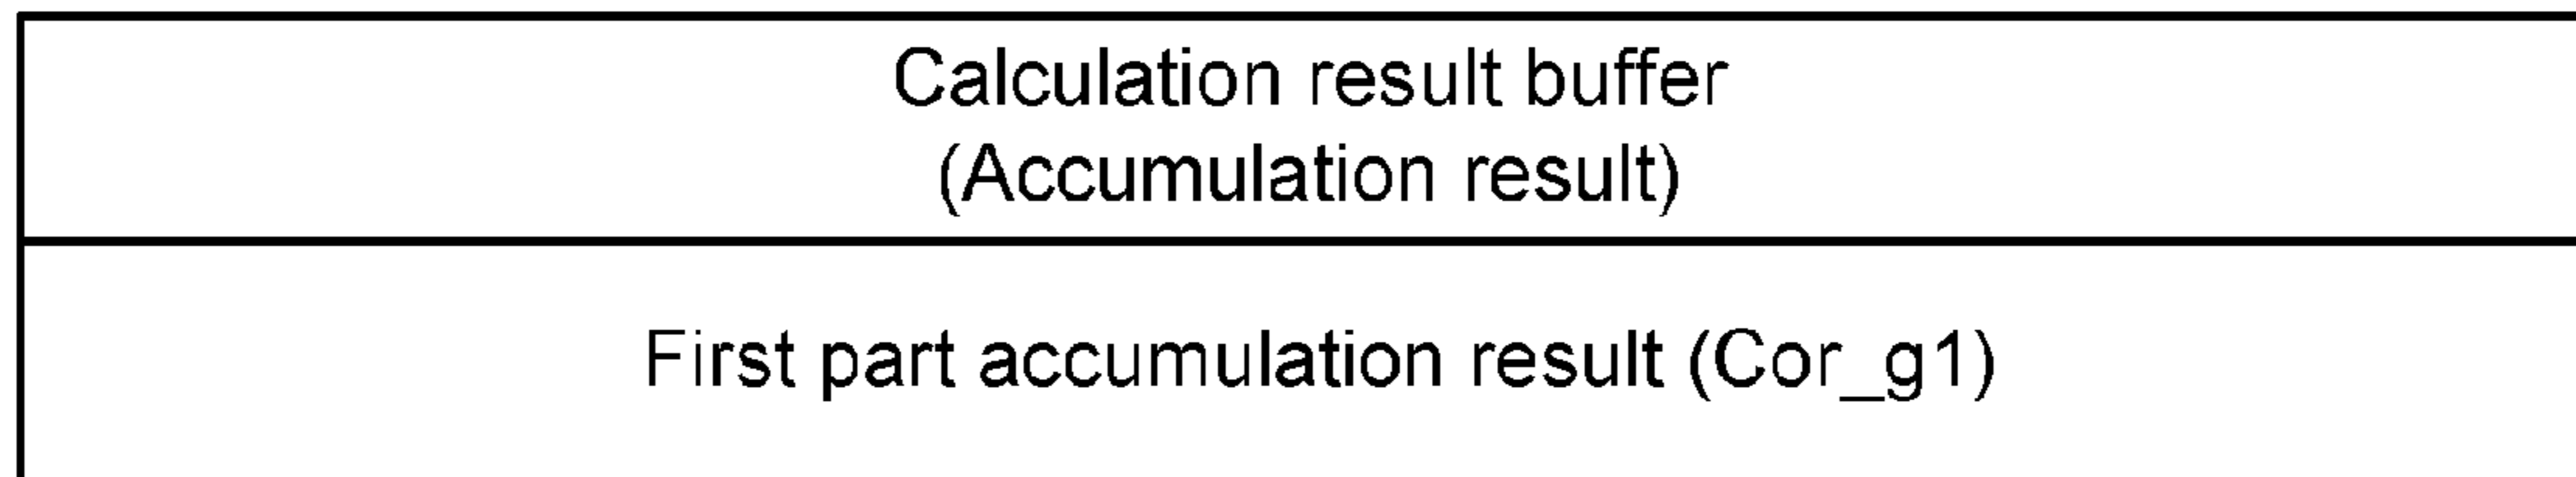 Calculation result buffer
(Accumulation result)
First part accumulation result (Cor_g1)